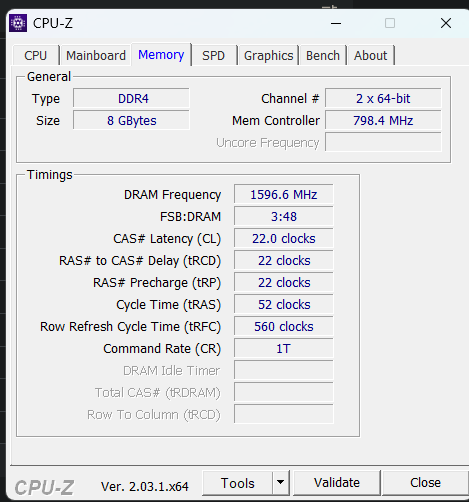 CPU-Z
CPU Mainboard Memory SPD Graphics Bench About
General
Type DDR4 Channel # 2 x 64-bit
Size 8 GBytes Mem Controller 798.4 MHz
Uncore Frequency
Timings
DRAM Frequency 1596.6 MHz
FSB:DRAM 3:48
CAS# Latency (CL) 22.0 clocks
RAS# to CAS# Delay (tRCD) 22 clocks
RAS# Precharge (tRP) 22 clocks
Cycle Time (tRAS) 52 clocks
Row Refresh Cycle Time (tRFC) 560 clocks
Command Rate (CR) 1T
DRAM Idle Timer
Total CAS# (tRDRAM)
Row To Column (tRCD)
CPU-Z Ver. 2.03.1.x64 Tools Validate Close